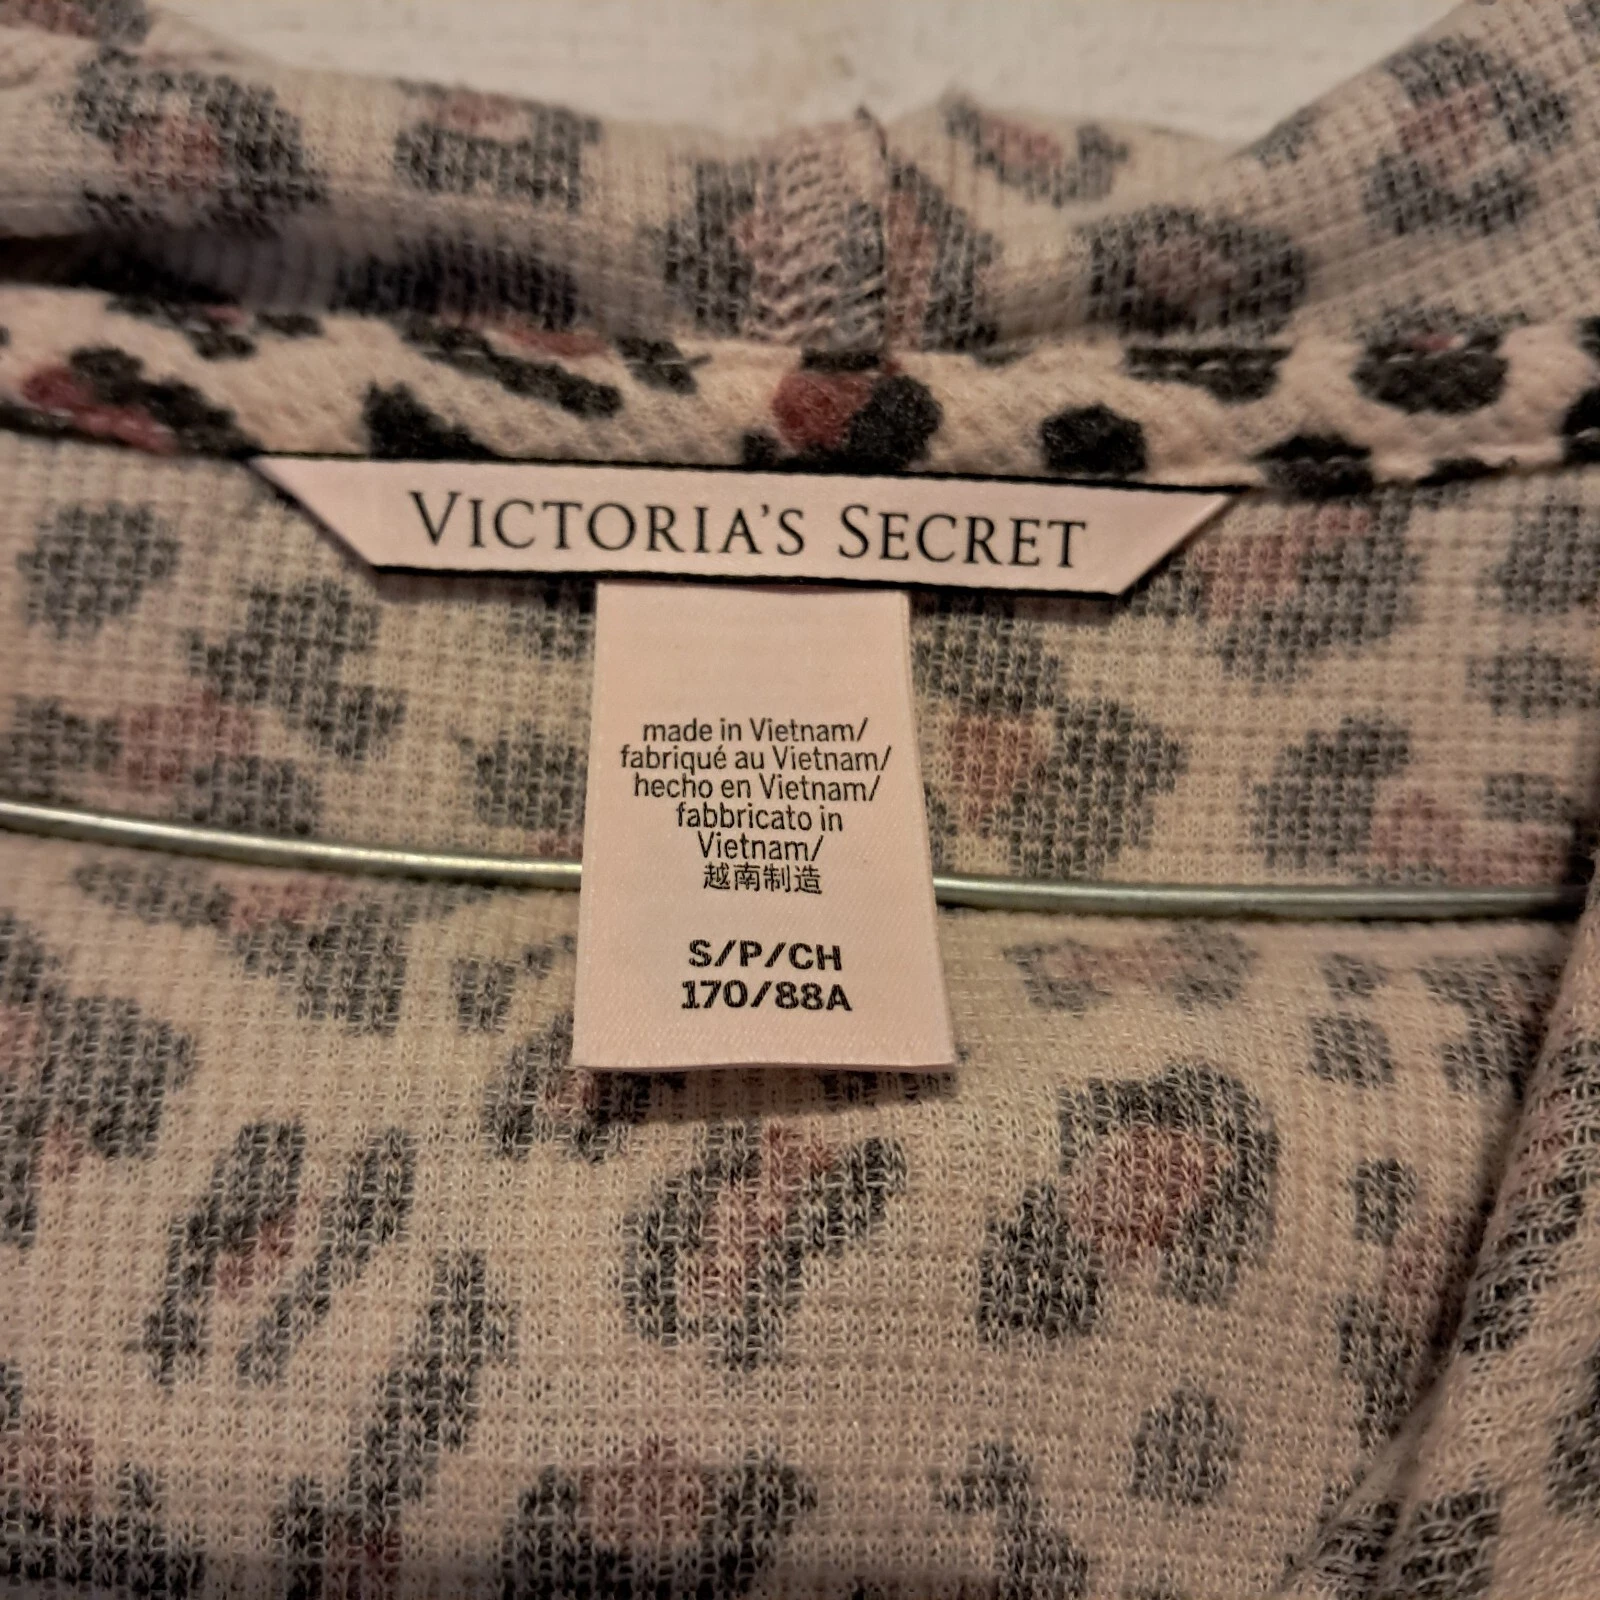 VICTORIA'S SECRET
made in Vietnam/
fabriqué au Vietnam/
hecho en Vietnam/
fabbricato in
Vietnam/
越南制造
S/P/CH
170/88A